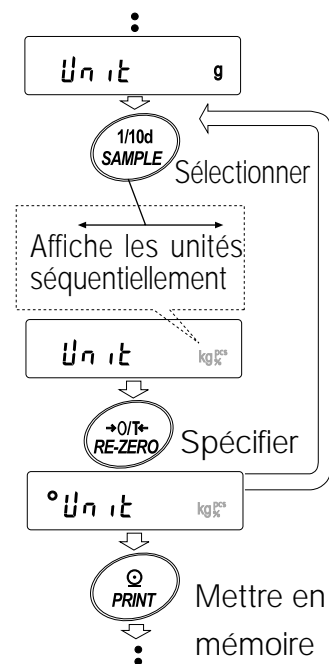 Unit g
1/10d
SAMPLE
Sélectionner
Affiche les unités
séquentiellement
Unit kg pcs %
→0/T←
RE-ZERO
Spécifier
°Unit kg pcs %
PRINT
Mettre en
mémoire